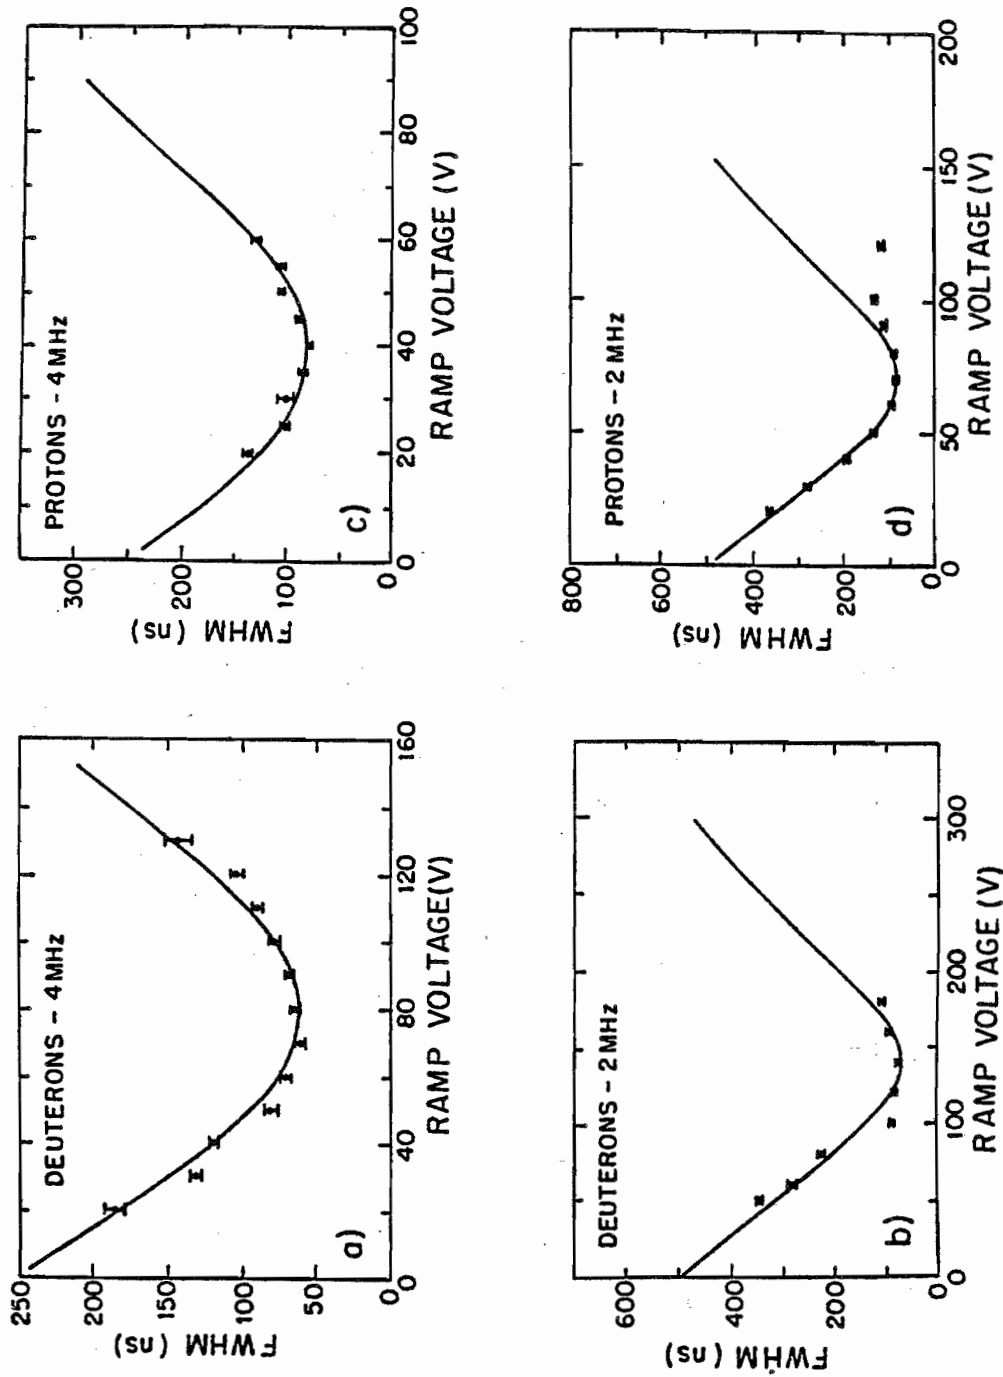 DEUTERONS – 4 MHz
250
200
150
100
50
0
FWHM (ns)
0
40
80
120
160
RAMP VOLTAGE(V)
a)
PROTONS – 4 MHz
300
200
100
0
FWHM (ns)
0
20
40
60
80
100
RAMP VOLTAGE (V)
c)
DEUTERONS – 2 MHz
600
400
200
0
FWHM (ns)
0
100
200
300
RAMP VOLTAGE (V)
b)
PROTONS – 2 MHz
800
600
400
200
0
FWHM (ns)
0
50
100
150
200
RAMP VOLTAGE (V)
d)